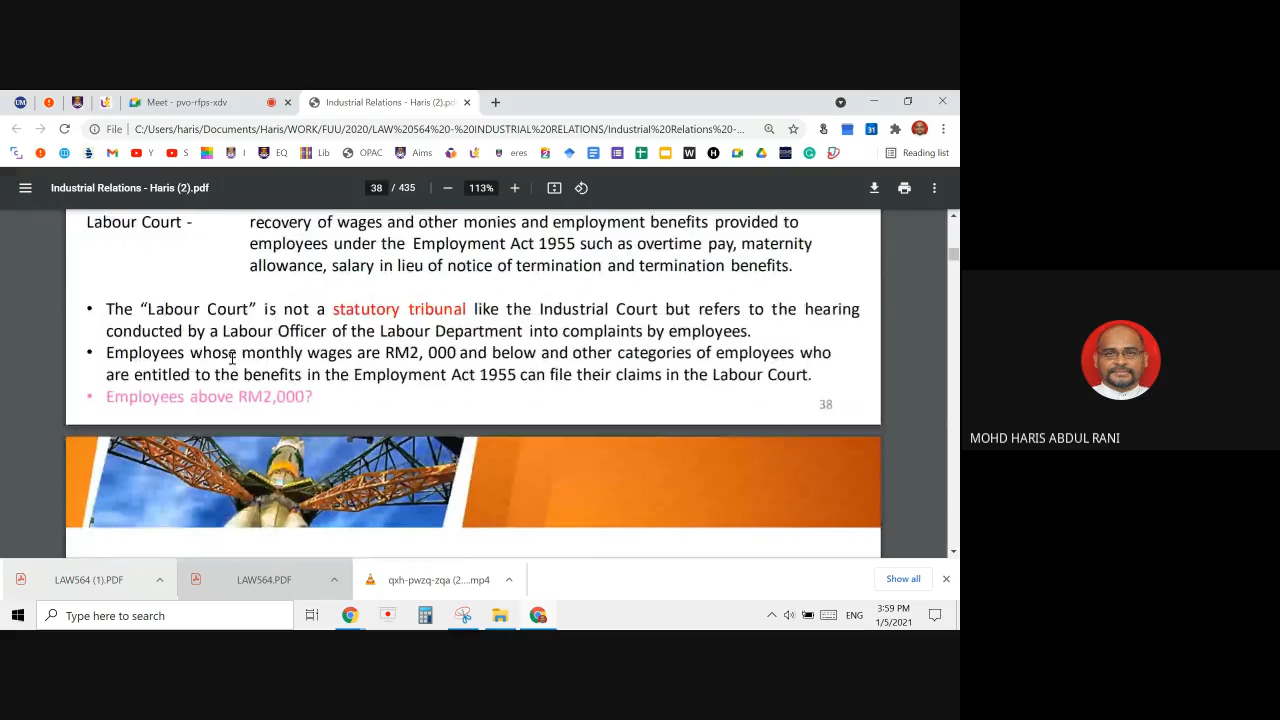 Meet - pvo-rfps-xdv
Industrial Relations - Haris (2).pd
File C:/Users/haris/Documents/Haris/WORK/FUU/2020/LAW%20564%20-%20INDUSTRIAL%20RELATIONS/Industrial%20Relations%20-...
Y S I EQ Lib OPAC Aims eres Reading list
Industrial Relations - Haris (2).pdf 38 / 435 113%
Labour Court - recovery of wages and other monies and employment benefits provided to
employees under the Employment Act 1955 such as overtime pay, maternity
allowance, salary in lieu of notice of termination and termination benefits.
• The “Labour Court” is not a statutory tribunal like the Industrial Court but refers to the hearing
conducted by a Labour Officer of the Labour Department into complaints by employees.
• Employees whose monthly wages are RM2, 000 and below and other categories of employees who
are entitled to the benefits in the Employment Act 1955 can file their claims in the Labour Court.
• Employees above RM2,000?
38
MOHD HARIS ABDUL RANI
LAW564 (1).PDF LAW564.PDF qxh-pwzq-zqa (2....mp4 Show all
Type here to search ENG 3:59 PM
1/5/2021